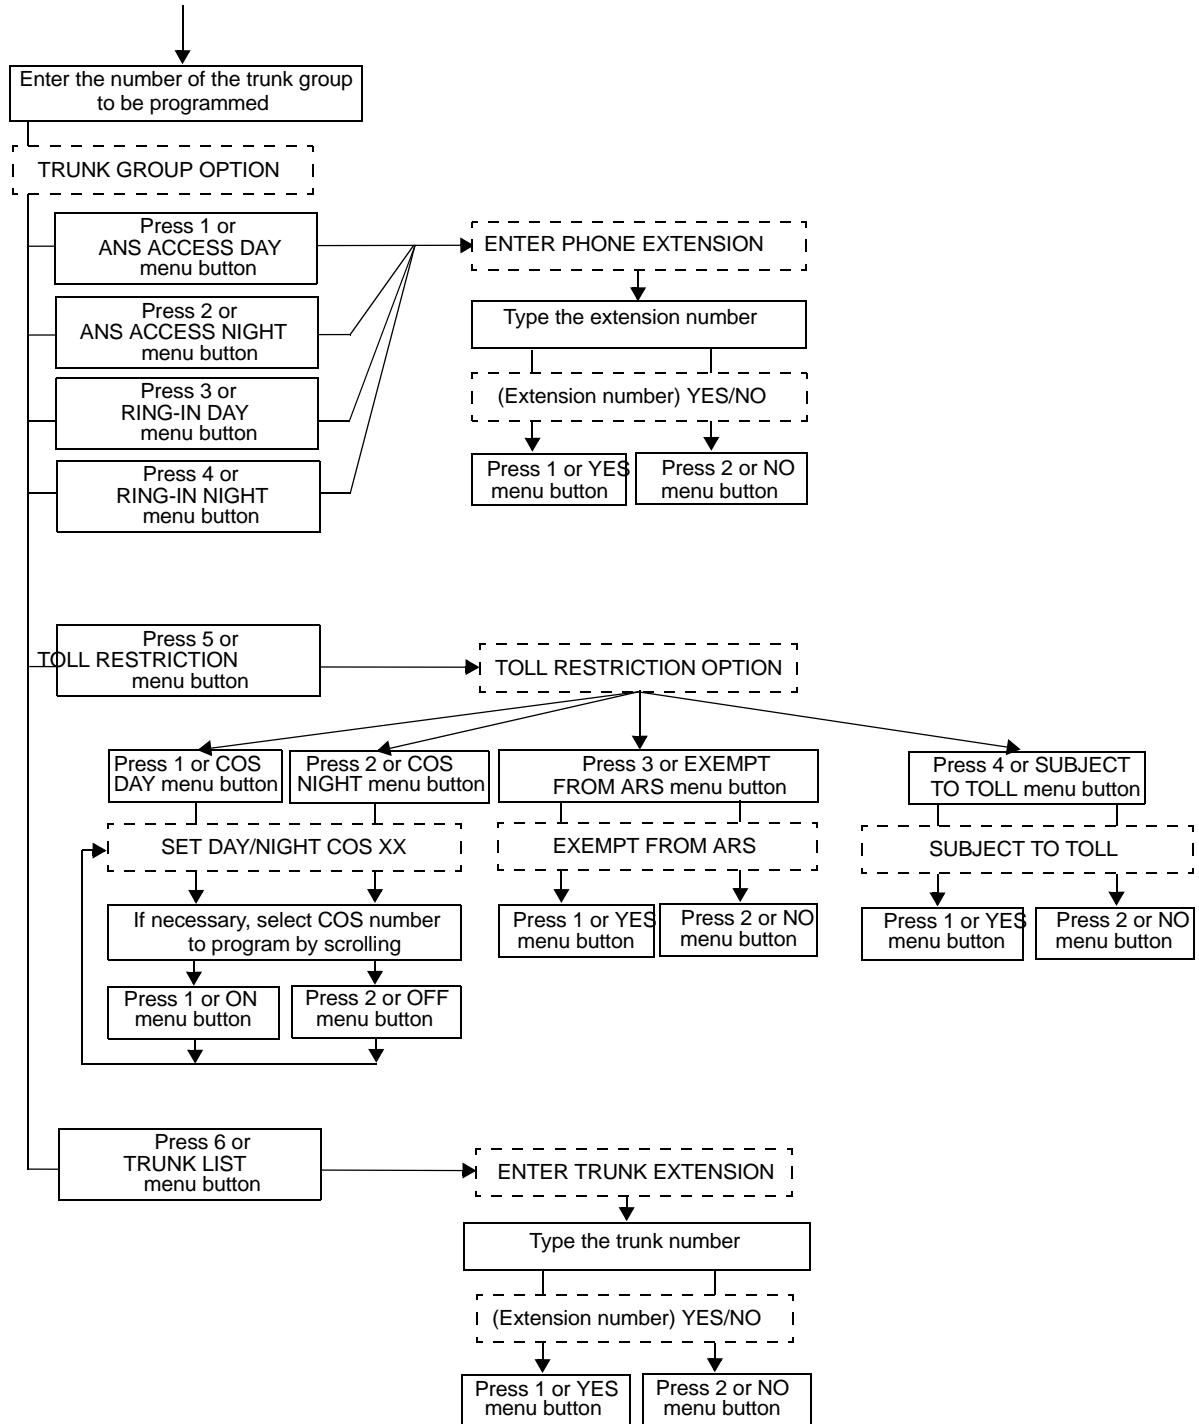 Enter the number of the trunk group
to be programmed
TRUNK GROUP OPTION
Press 1 or
ANS ACCESS DAY
menu button
ENTER PHONE EXTENSION
Press 2 or
ANS ACCESS NIGHT
menu button
Type the extension number
Press 3 or
RING-IN DAY
menu button
(Extension number) YES/NO
Press 4 or
RING-IN NIGHT
menu button
Press 1 or YES
menu button
Press 2 or NO
menu button
Press 5 or
TOLL RESTRICTION
menu button
TOLL RESTRICTION OPTION
Press 1 or COS
DAY menu button
Press 2 or COS
NIGHT menu button
Press 3 or EXEMPT
FROM ARS menu button
Press 4 or SUBJECT
TO TOLL menu button
SET DAY/NIGHT COS XX
EXEMPT FROM ARS
SUBJECT TO TOLL
If necessary, select COS number
to program by scrolling
Press 1 or YES
menu button
Press 2 or NO
menu button
Press 1 or YES
menu button
Press 2 or NO
menu button
Press 1 or ON
menu button
Press 2 or OFF
menu button
Press 6 or
TRUNK LIST
menu button
ENTER TRUNK EXTENSION
Type the trunk number
(Extension number) YES/NO
Press 1 or YES
menu button
Press 2 or NO
menu button